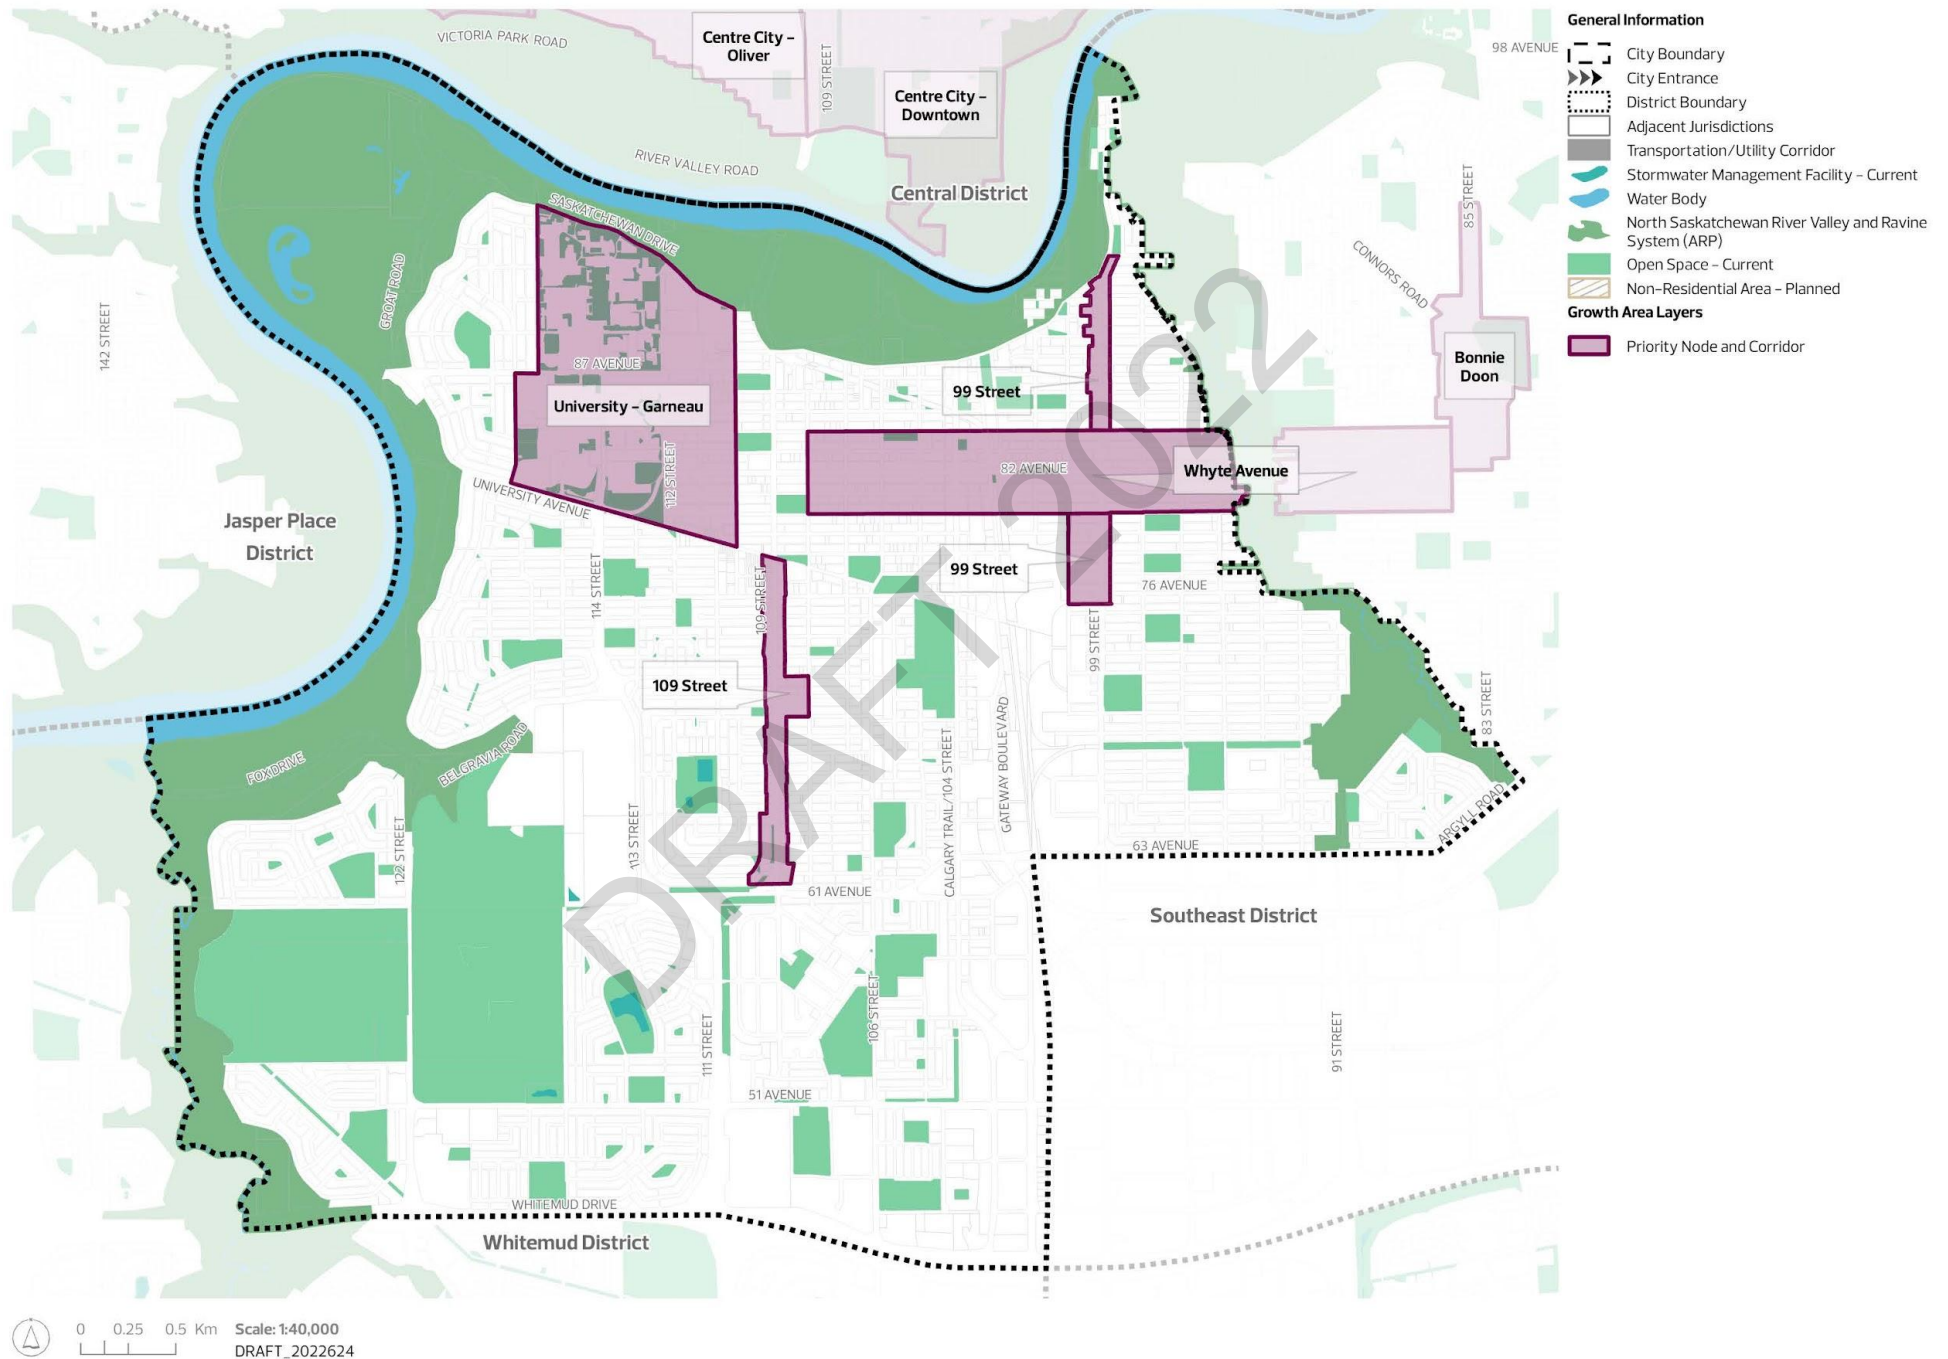 VICTORIA PARK ROAD
Centre City –
Oliver
109 STREET
Centre City –
Downtown
98 AVENUE
RIVER VALLEY ROAD
Central District
SASKATCHEWAN DRIVE
85 STREET
CONNORS ROAD
GROAT ROAD
142 STREET
87 AVENUE
University – Garneau
112 STREET
UNIVERSITY AVENUE
99 Street
82 AVENUE
Whyte Avenue
Bonnie
Doon
Jasper Place
District
114 STREET
109 STREET
99 Street
76 AVENUE
99 STREET
109 Street
83 STREET
FOX DRIVE
BELGRAVIA ROAD
122 STREET
113 STREET
CALGARY TRAIL/104 STREET
GATEWAY BOULEVARD
ARGYLL ROAD
63 AVENUE
61 AVENUE
Southeast District
106 STREET
111 STREET
91 STREET
51 AVENUE
WHITEMUD DRIVE
Whitemud District
DRAFT 2022
General Information
City Boundary
City Entrance
District Boundary
Adjacent Jurisdictions
Transportation/Utility Corridor
Stormwater Management Facility – Current
Water Body
North Saskatchewan River Valley and Ravine
System (ARP)
Open Space – Current
Non-Residential Area – Planned
Growth Area Layers
Priority Node and Corridor
0 0.25 0.5 Km
Scale: 1:40,000
DRAFT_2022624